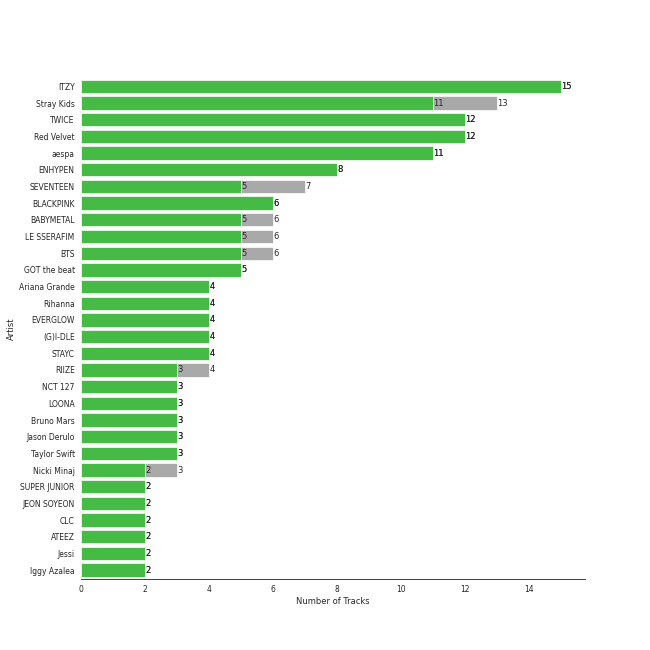 ITZY 15
Stray Kids 11 13
TWICE 12
Red Velvet 12
aespa 11
ENHYPEN 8
SEVENTEEN 5 7
BLACKPINK 6
BABYMETAL 5 6
LE SSERAFIM 5 6
BTS 5 6
GOT the beat 5
Ariana Grande 4
Rihanna 4
EVERGLOW 4
(G)I-DLE 4
STAYC 4
RIIZE 3 4
NCT 127 3
LOONA 3
Bruno Mars 3
Jason Derulo 3
Taylor Swift 3
Nicki Minaj 2 3
SUPER JUNIOR 2
JEON SOYEON 2
CLC 2
ATEEZ 2
Jessi 2
Iggy Azalea 2
Artist
0 2 4 6 8 10 12 14
Number of Tracks